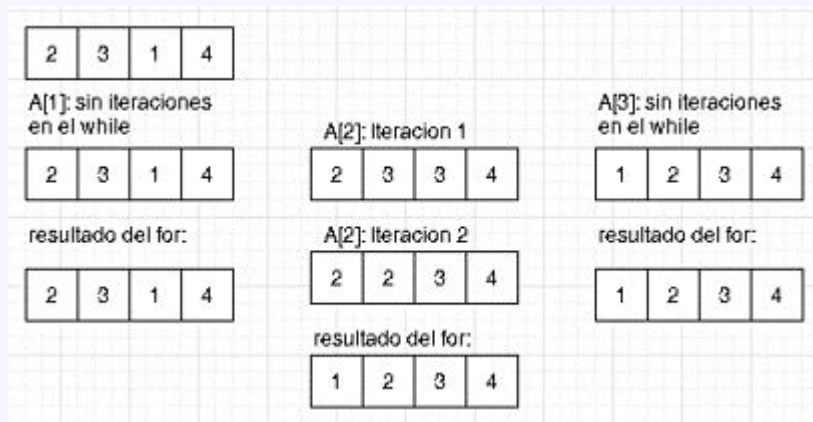 2 3 1 4
A[1]: sin iteraciones
en el while
2 3 1 4
resultado del for:
2 3 1 4
A[2]: Iteracion 1
2 3 3 4
A[2]: Iteracion 2
2 2 3 4
resultado del for:
1 2 3 4
A[3]: sin iteraciones
en el while
1 2 3 4
resultado del for:
1 2 3 4